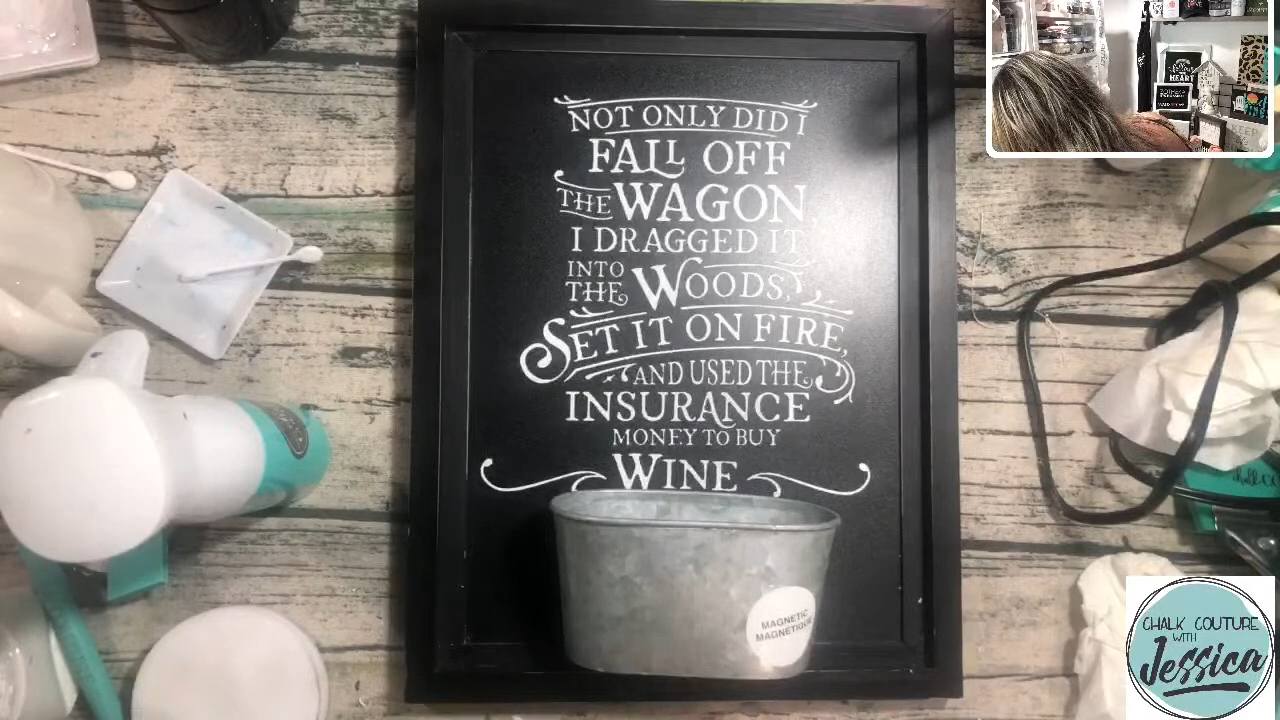 NOT ONLY DID I
FALL OFF
THE WAGON,
I DRAGGED IT
INTO
THE WOODS,
SET IT ON FIRE,
AND USED THE
INSURANCE
MONEY TO BUY
WINE
MAGNETIC
MAGNETIQUE
HEART
CHALK COUTURE
WITH
Jessica